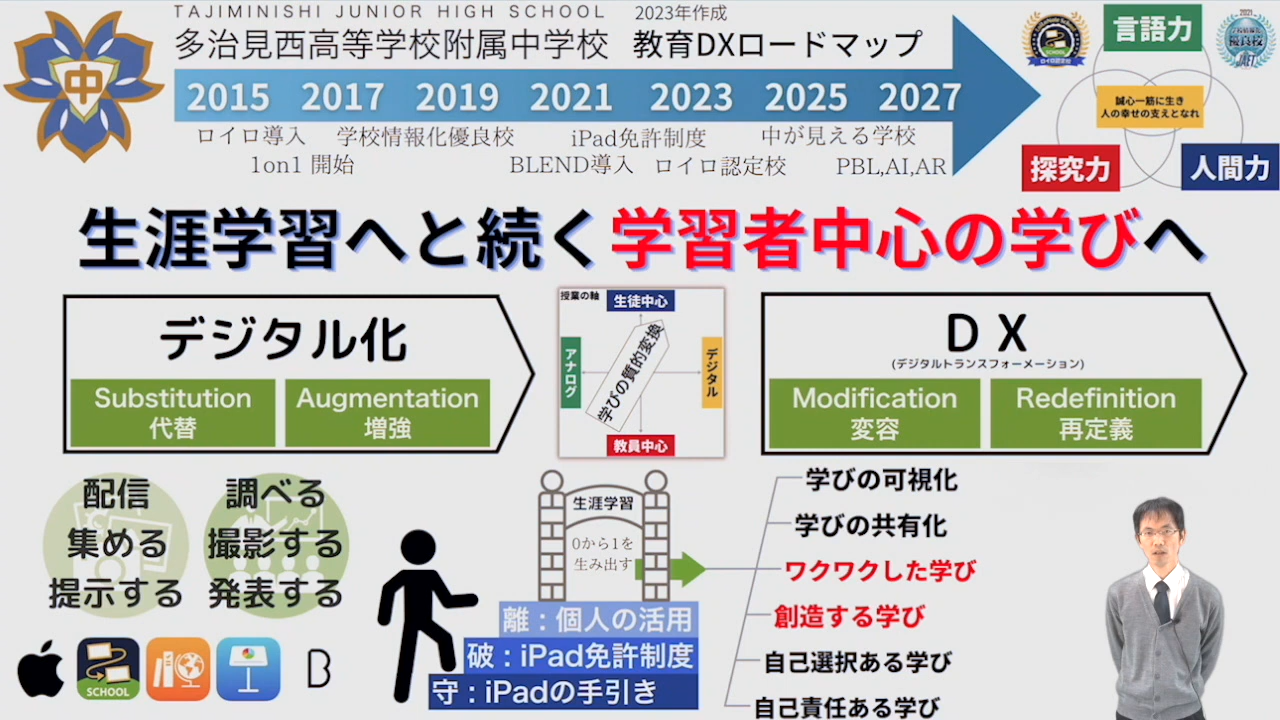 TAJIMINISHI JUNIOR HIGH SCHOOL
2023年作成
多治見西高等学校附属中学校 教育DXロードマップ
中
2015 2017 2019 2021 2023 2025 2027
ロイロ導入 学校情報化優良校 iPad免許制度 中が見える学校
1on1 開始 BLEND導入 ロイロ認定校 PBL,AI,AR
SCHOOL
ロイロ認定校
2021
優良校
JAET
言語力
誠心一筋に生き
人の幸せの支えとなれ
探究力
人間力
生涯学習へと続く学習者中心の学びへ
デジタル化
Substitution
代替
Augmentation
増強
授業の軸
生徒中心
アナログ
学びの質的変換
デジタル
教員中心
DX
(デジタルトランスフォーメーション)
Modification
変容
Redefinition
再定義
配信
集める
提示する
調べる
撮影する
発表する
SCHOOL
B
生涯学習
0から1を
生み出す
離：個人の活用
破：iPad免許制度
守：iPadの手引き
学びの可視化
学びの共有化
ワクワクした学び
創造する学び
自己選択ある学び
自己責任ある学び